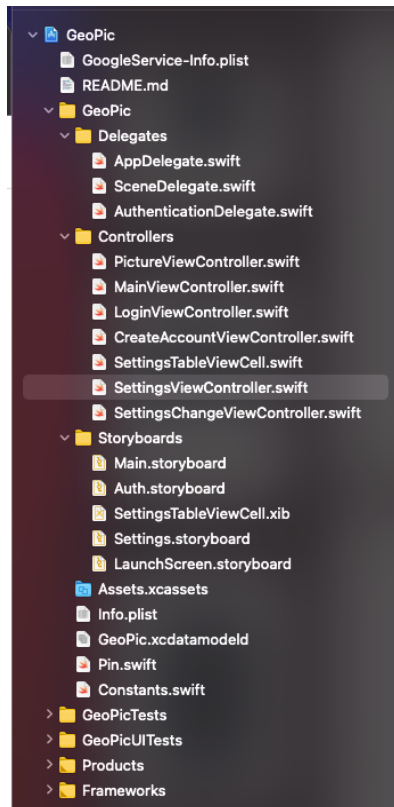 GeoPic
GoogleService-Info.plist
README.md
GeoPic
Delegates
AppDelegate.swift
SceneDelegate.swift
AuthenticationDelegate.swift
Controllers
PictureViewController.swift
MainViewController.swift
LoginViewController.swift
CreateAccountViewController.swift
SettingsTableViewCell.swift
SettingsViewController.swift
SettingsChangeViewController.swift
Storyboards
Main.storyboard
Auth.storyboard
SettingsTableViewCell.xib
Settings.storyboard
LaunchScreen.storyboard
Assets.xcassets
Info.plist
GeoPic.xcdatamodeld
Pin.swift
Constants.swift
GeoPicTests
GeoPicUITests
Products
Frameworks